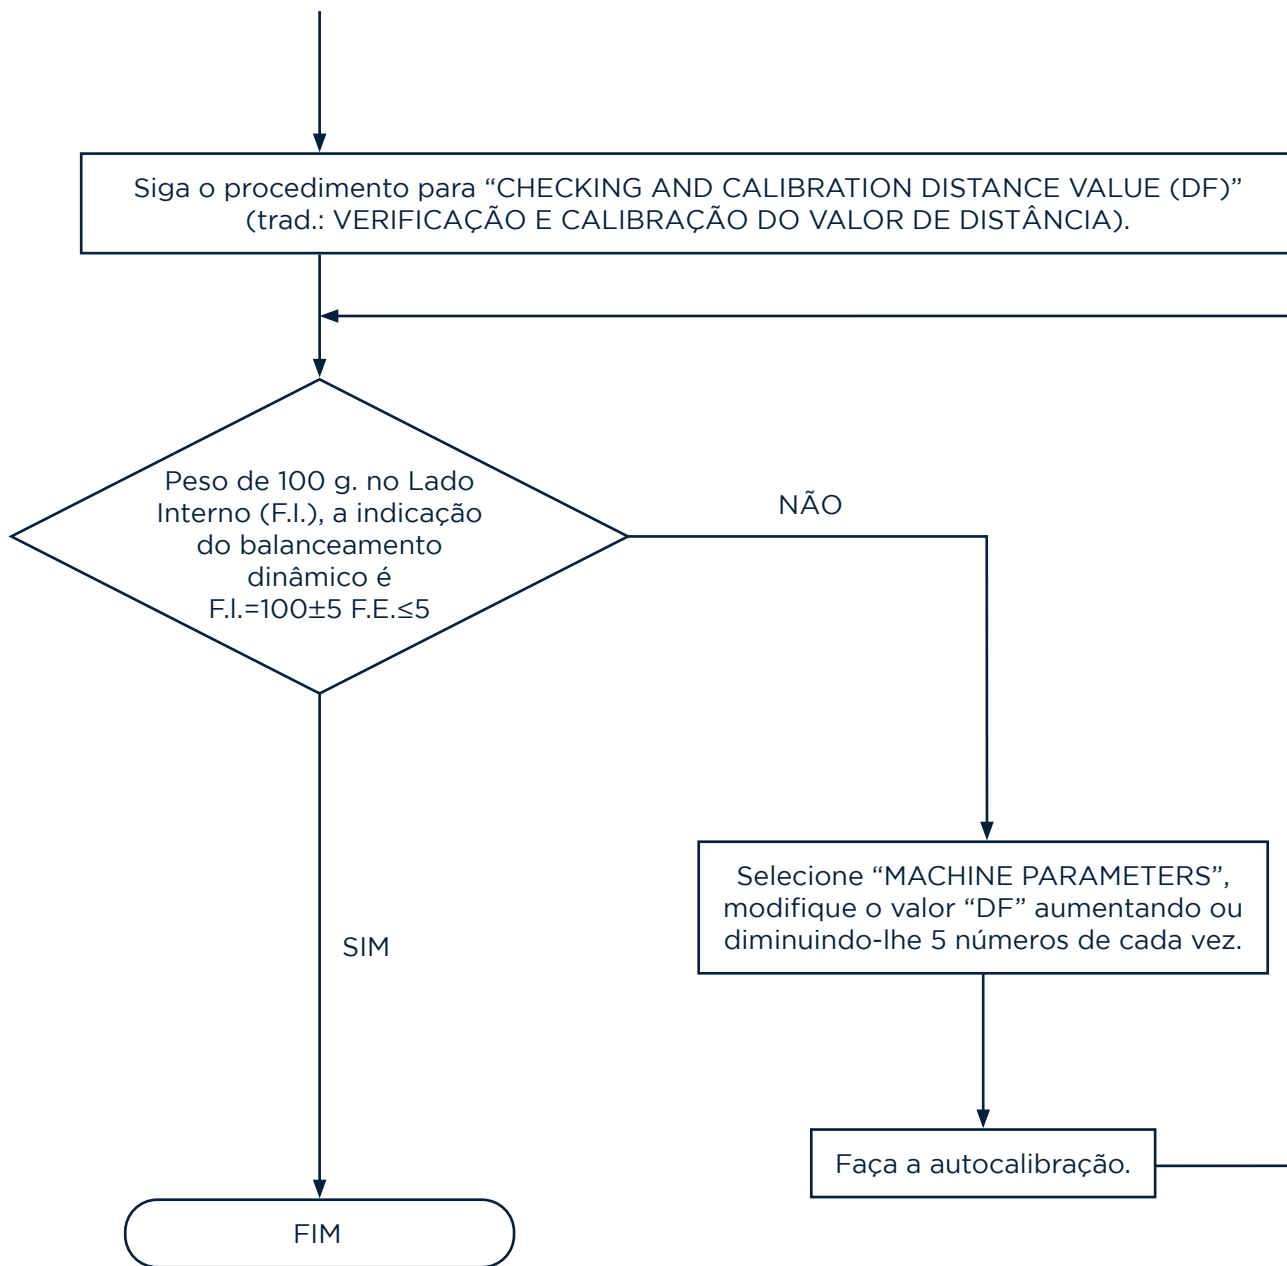 Siga o procedimento para “CHECKING AND CALIBRATION DISTANCE VALUE (DF)”
(trad.: VERIFICAÇÃO E CALIBRAÇÃO DO VALOR DE DISTÂNCIA).
Peso de 100 g. no Lado
Interno (F.I.), a indicação
do balanceamento
dinâmico é
F.I.=100±5 F.E.≤5
NÃO
Selecione “MACHINE PARAMETERS”,
modifique o valor “DF” aumentando ou
diminuindo-lhe 5 números de cada vez.
SIM
Faça a autocalibração.
FIM